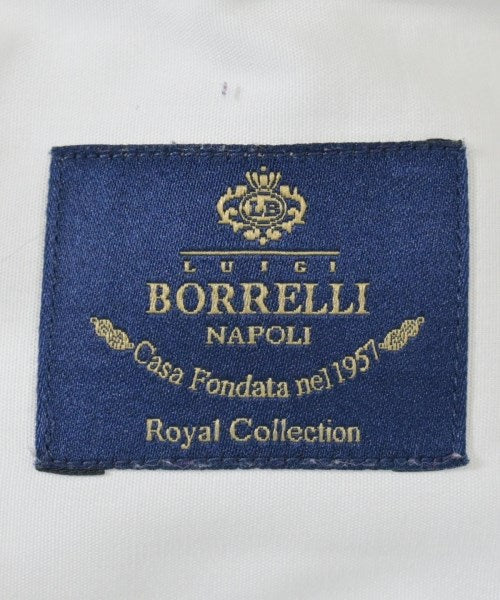 LB
LUIGI
BORRELLI
NAPOLI
Casa Fondata nel 1957
Royal Collection